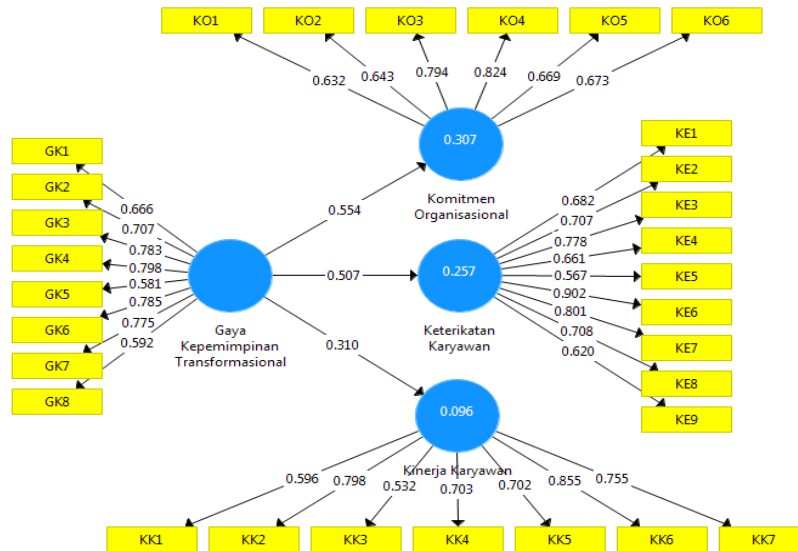 KO1 KO2 KO3 KO4 KO5 KO6
0.632 0.643 0.794 0.824 0.669 0.673
0.307
Komitmen
Organisasional
GK1
GK2
GK3
GK4
GK5
GK6
GK7
GK8
0.666
0.707
0.783
0.798
0.581
0.785
0.775
0.592
Gaya
Kepemimpinan
Transformasional
0.554
0.507
0.310
0.257
Keterikatan
Karyawan
0.682
0.707
0.778
0.661
0.567
0.902
0.801
0.708
0.620
KE1
KE2
KE3
KE4
KE5
KE6
KE7
KE8
KE9
0.096
Kinerja Karyawan
0.596 0.798 0.532 0.703 0.702 0.855 0.755
KK1 KK2 KK3 KK4 KK5 KK6 KK7